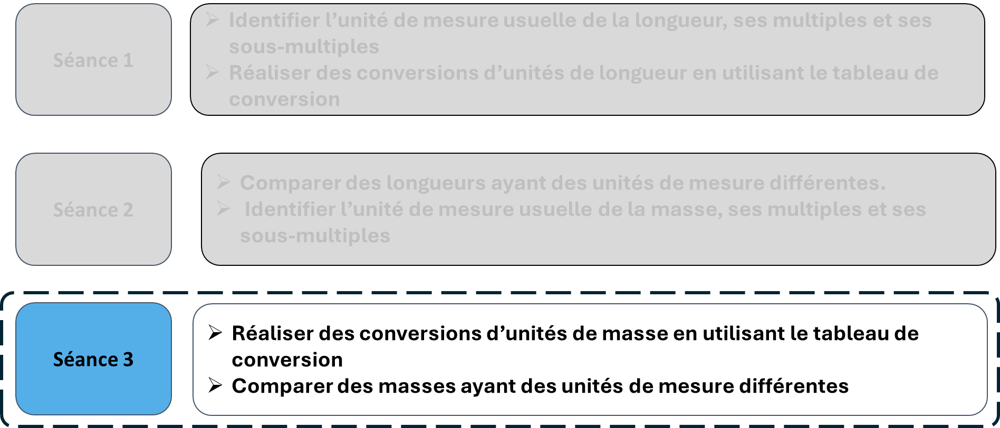 Séance 1
➢ Identifier l’unité de mesure usuelle de la longueur, ses multiples et ses
sous-multiples
➢ Réaliser des conversions d’unités de longueur en utilisant le tableau de
conversion
Séance 2
➢ Comparer des longueurs ayant des unités de mesure différentes.
➢ Identifier l’unité de mesure usuelle de la masse, ses multiples et ses
sous-multiples
Séance 3
➢ Réaliser des conversions d’unités de masse en utilisant le tableau de
conversion
➢ Comparer des masses ayant des unités de mesure différentes